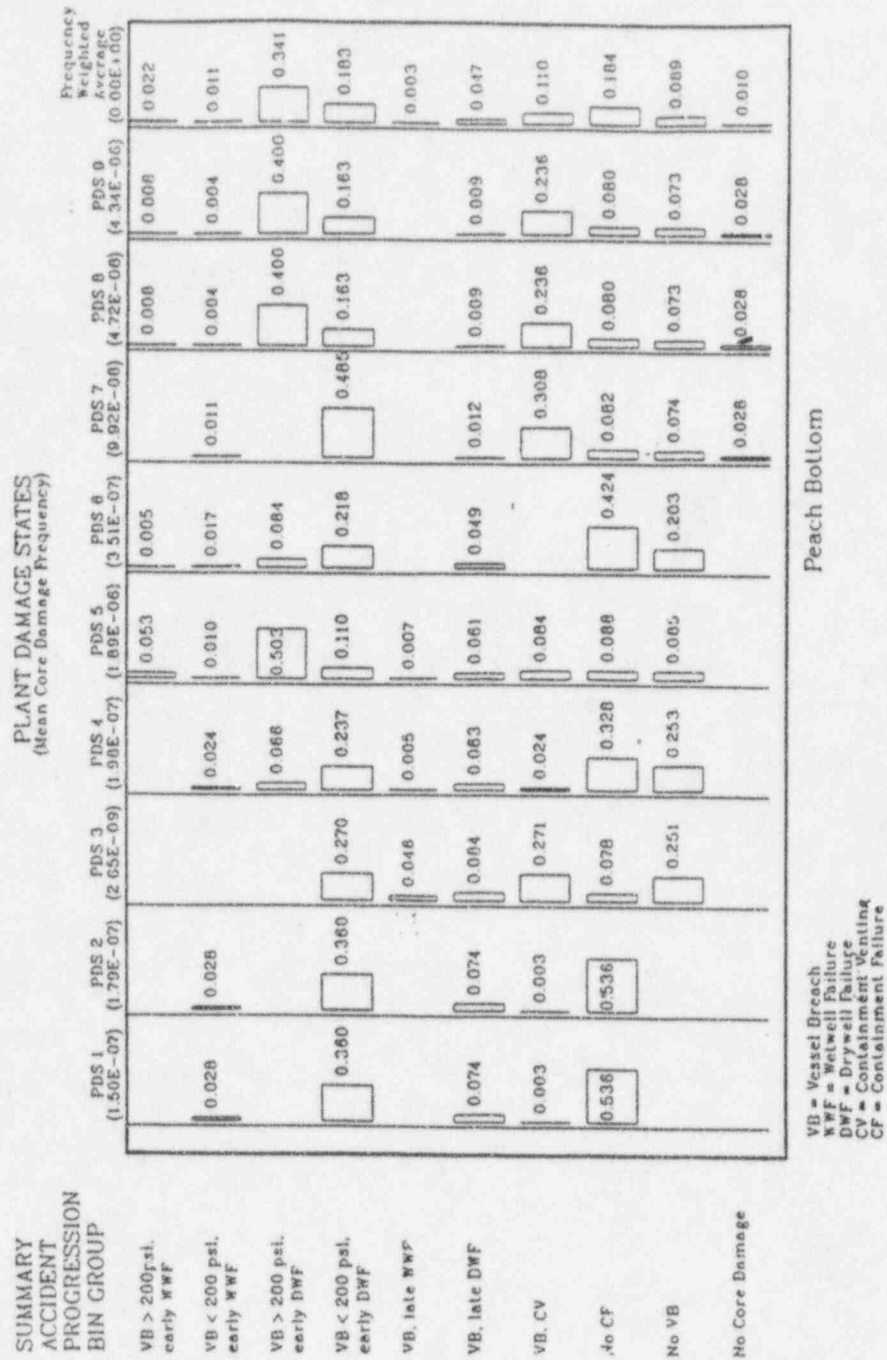 PLANT DAMAGE STATES
(Mean Core Damage Frequency)
SUMMARY
ACCIDENT
PROGRESSION
BIN GROUP
PDS 1
(1.50E-07)
PDS 2
(1.79E-07)
PDS 3
(2.65E-09)
PDS 4
(1.98E-07)
PDS 5
(1.89E-06)
PDS 6
(3.51E-07)
PDS 7
(9.92E-08)
PDS 8
(4.72E-08)
PDS 9
(4.34E-06)
Frequency
Weighted
Average
(0.00E+00)
VB > 200psi,
early WWF
0.053 0.005 0.008 0.008 0.022
VB < 200 psi,
early WWF
0.028 0.028 0.024 0.010 0.017 0.011 0.004 0.004 0.011
VB > 200 psi,
early DWF
0.068 0.503 0.084 0.400 0.400 0.341
VB < 200 psi,
early DWF
0.360 0.360 0.270 0.237 0.110 0.218 0.485 0.163 0.163 0.183
VB, late WWF
0.046 0.005 0.007 0.003
VB, late DWF
0.074 0.074 0.084 0.063 0.061 0.049 0.012 0.009 0.009 0.047
VB, CV
0.003 0.003 0.271 0.024 0.084 0.308 0.236 0.236 0.110
No CF
0.536 0.536 0.078 0.328 0.088 0.424 0.082 0.080 0.080 0.184
No VB
0.251 0.253 0.085 0.203 0.074 0.073 0.073 0.089
No Core Damage
0.028 0.028 0.028 0.010
VB = Vessel Breach
WWF = Wetwell Failure
DWF = Drywell Failure
CV = Containment Venting
CF = Containment Failure
Peach Bottom